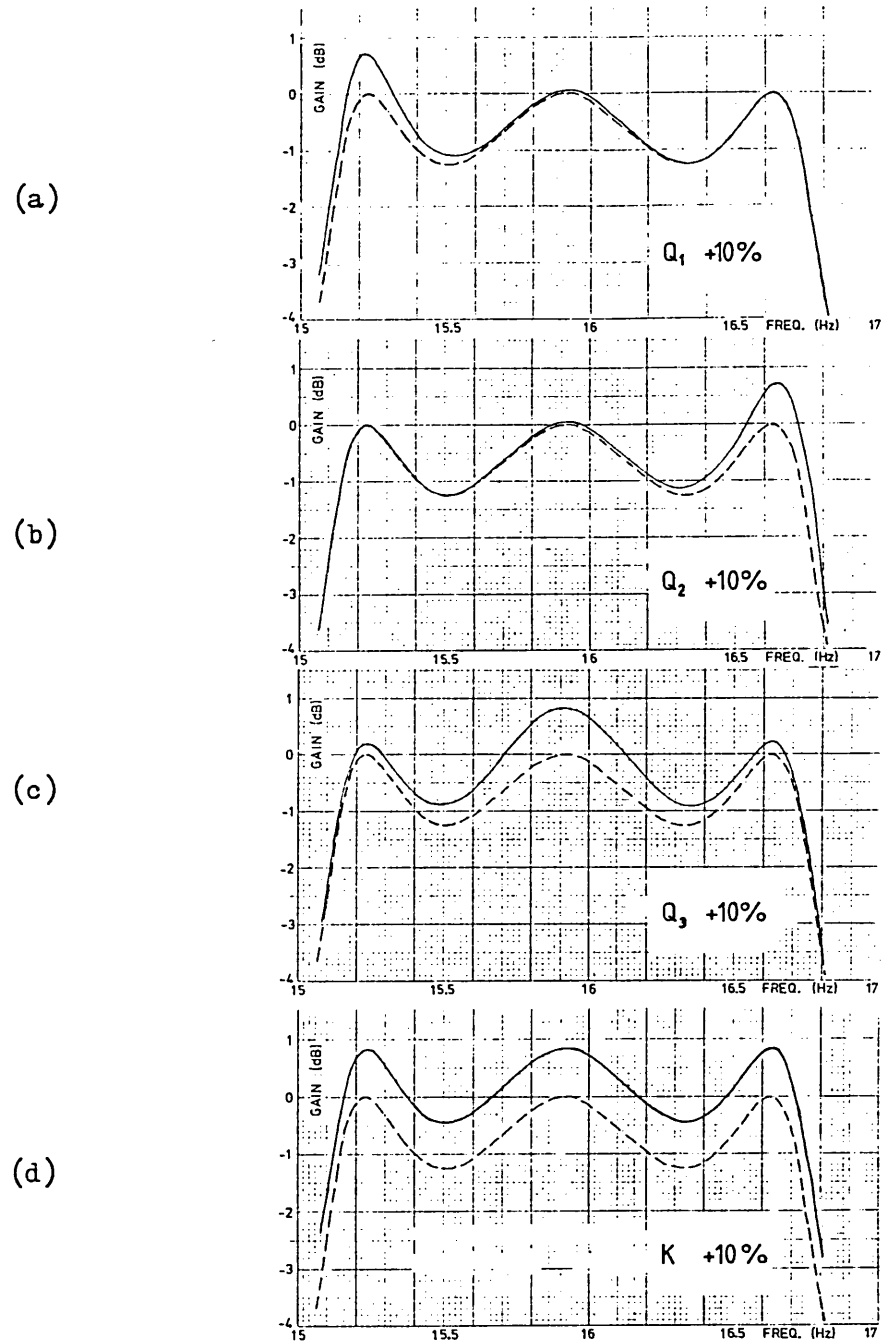 (a)
GAIN (dB)
1
0
-1
-2
-3
-4
Q₁ +10%
15 15.5 16 16.5 FREQ. (Hz) 17
(b)
GAIN (dB)
1
0
-1
-2
-3
-4
Q₂ +10%
15 15.5 16 16.5 FREQ. (Hz) 17
(c)
GAIN (dB)
1
0
-1
-2
-3
-4
Q₃ +10%
15 15.5 16 16.5 FREQ. (Hz) 17
(d)
GAIN (dB)
1
0
-1
-2
-3
-4
K +10%
15 15.5 16 16.5 FREQ. (Hz) 17